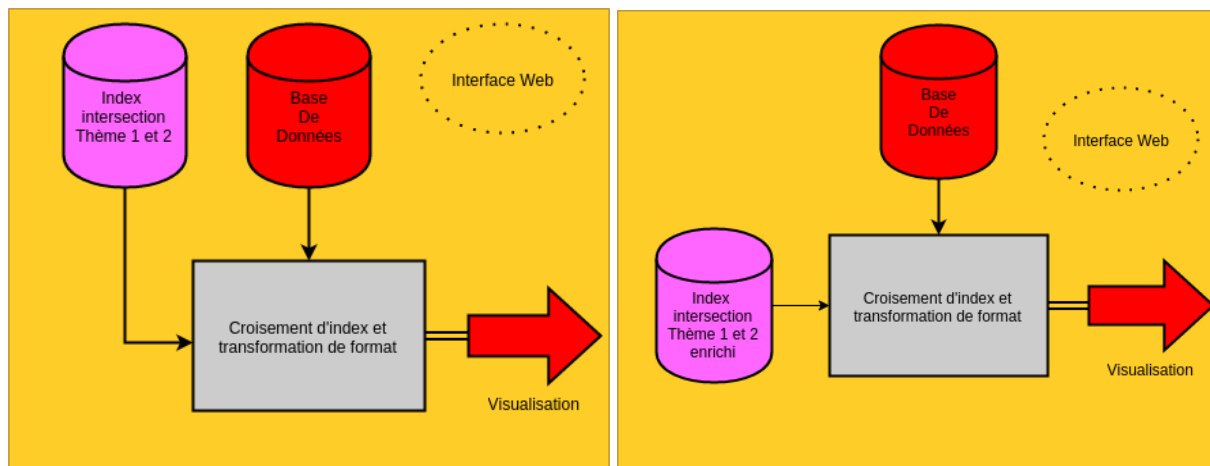 Index
intersection
Thème 1 et 2
Base
De
Données
Interface Web
Croisement d'index et
transformation de format
Visualisation
Base
De
Données
Interface Web
Index
intersection
Thème 1 et 2
enrichi
Croisement d'index et
transformation de format
Visualisation